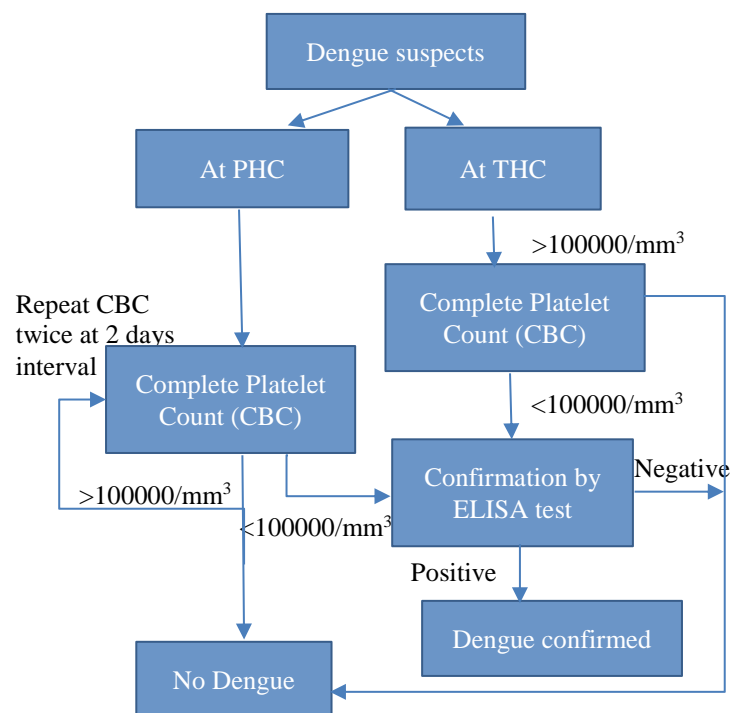 Dengue suspects
At PHC
At THC
>100000/mm³
Complete Platelet
Count (CBC)
Repeat CBC
twice at 2 days
interval
Complete Platelet
Count (CBC)
<100000/mm³
>100000/mm³
<100000/mm³
Confirmation by
ELISA test
Negative
Positive
Dengue confirmed
No Dengue